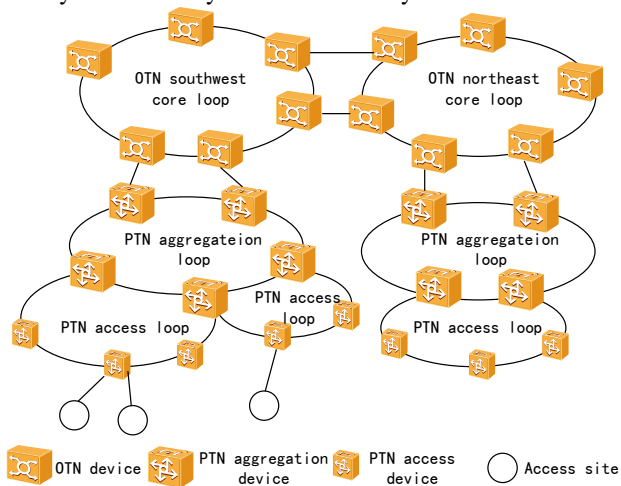 OTN southwest
core loop
OTN northeast
core loop
PTN aggregateion
loop
PTN aggregateion
loop
PTN access
loop
PTN access loop
PTN access loop
OTN device
PTN aggregation
device
PTN access
device
Access site